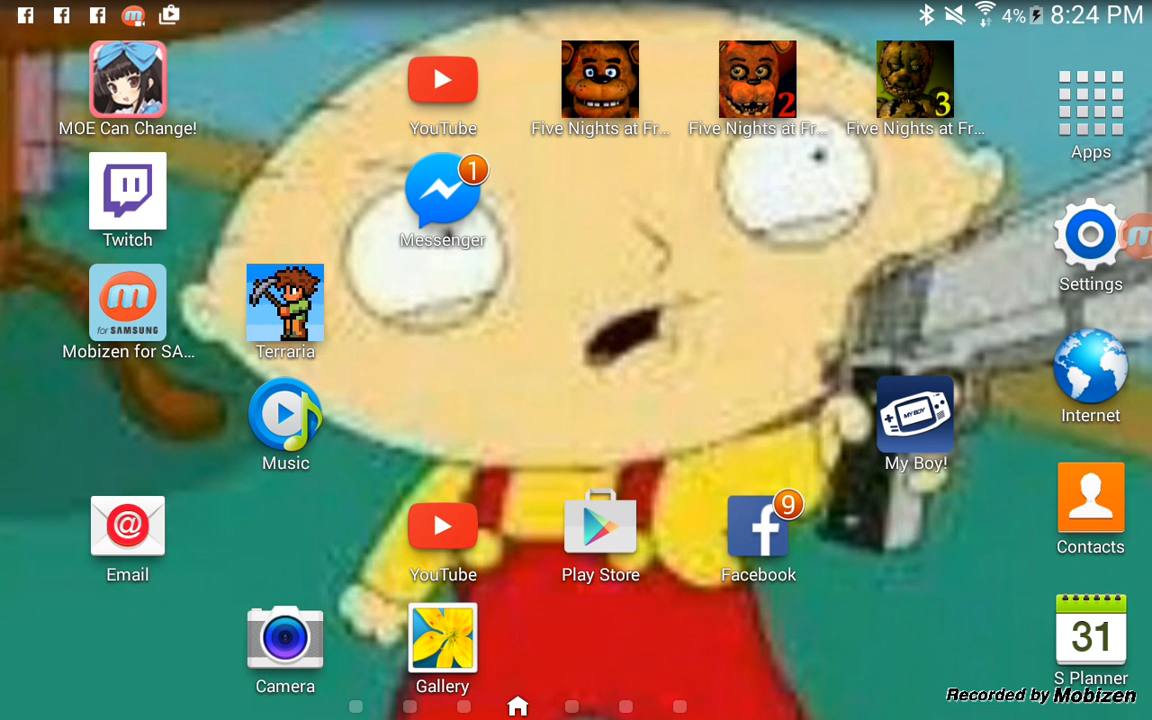 4% 8:24 PM
MOE Can Change!
YouTube
Five Nights at Fr...
2
Five Nights at Fr...
3
Five Nights at Fr...
Apps
Twitch
1
Messenger
Settings
m
for SAMSUNG
Mobizen for SA...
Terraria
Internet
Music
MY BOY
My Boy!
Contacts
@
Email
YouTube
Play Store
9
Facebook
Camera
Gallery
31
S Planner
Recorded by Mobizen